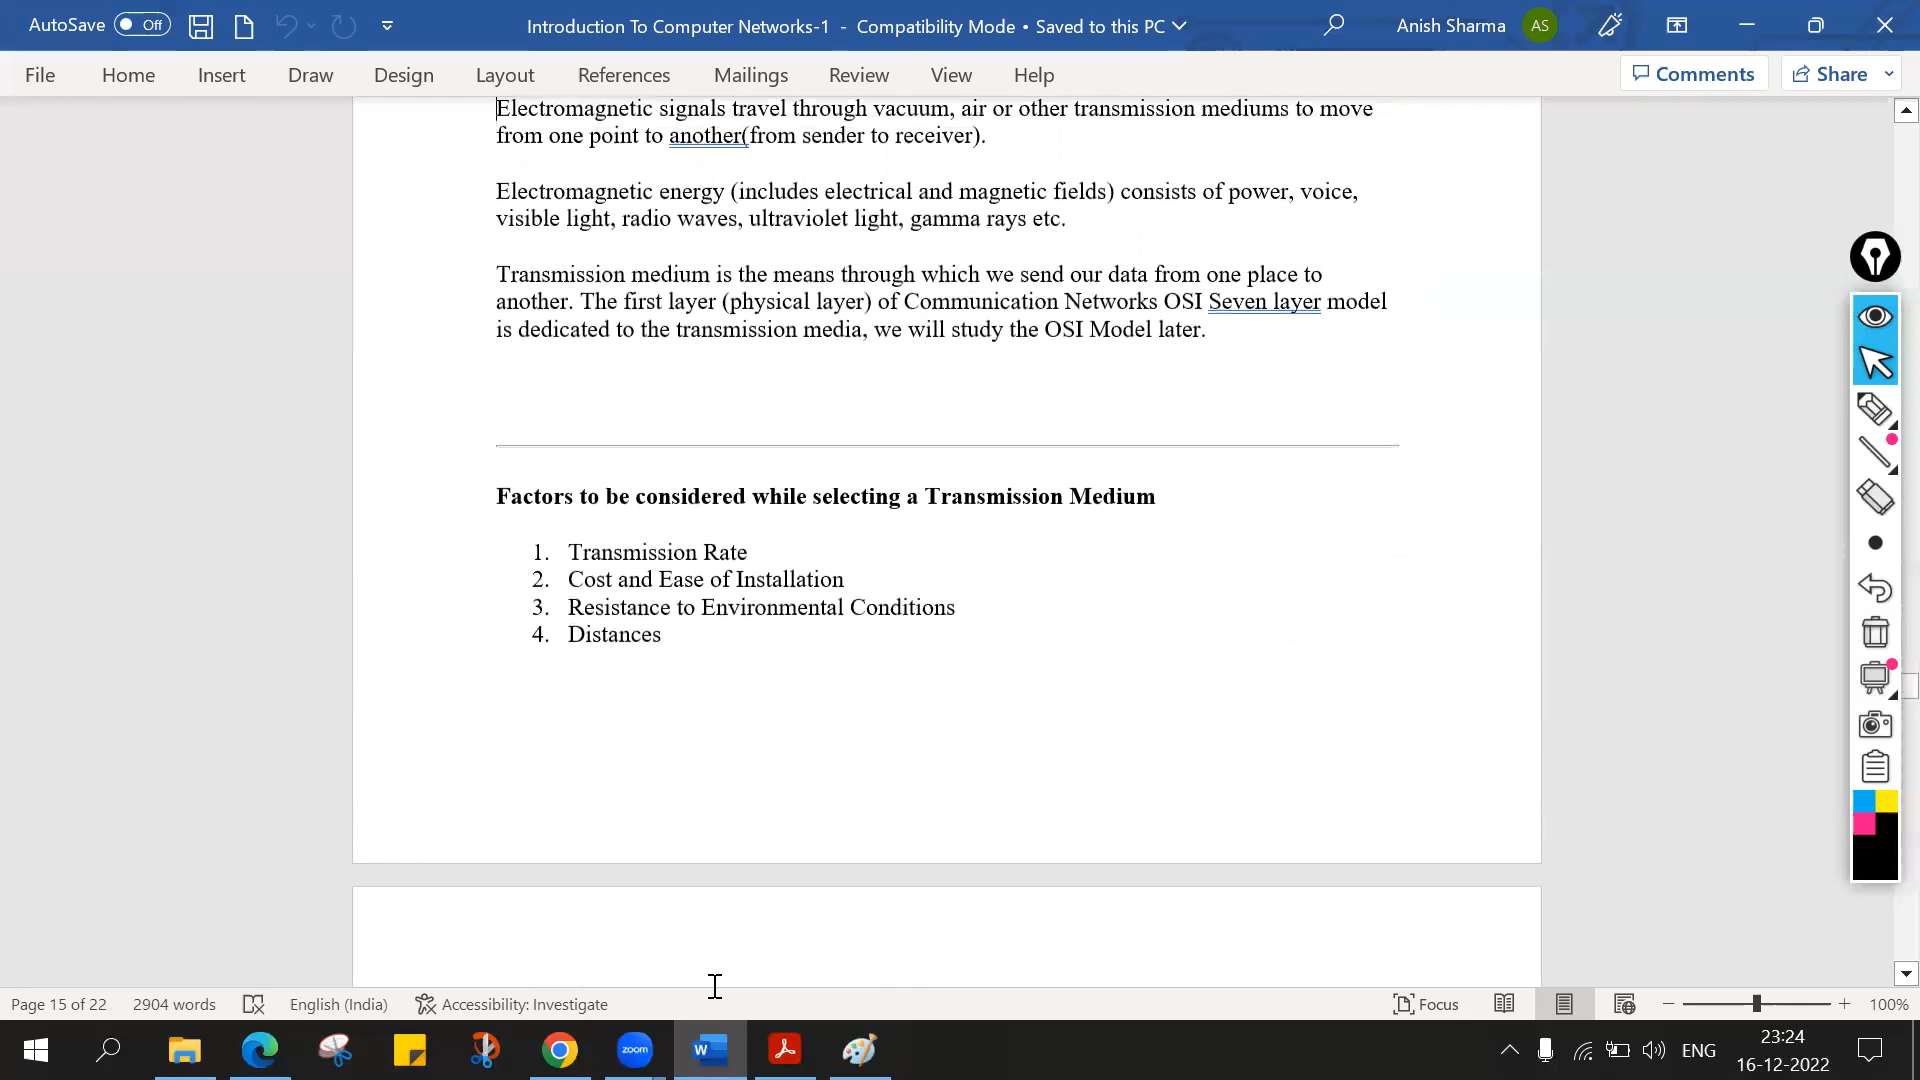 AutoSave Off Introduction To Computer Networks-1 - Compatibility Mode • Saved to this PC Anish Sharma AS
File Home Insert Draw Design Layout References Mailings Review View Help Comments Share
Electromagnetic signals travel through vacuum, air or other transmission mediums to move
from one point to another(from sender to receiver).
Electromagnetic energy (includes electrical and magnetic fields) consists of power, voice,
visible light, radio waves, ultraviolet light, gamma rays etc.
Transmission medium is the means through which we send our data from one place to
another. The first layer (physical layer) of Communication Networks OSI Seven layer model
is dedicated to the transmission media, we will study the OSI Model later.
Factors to be considered while selecting a Transmission Medium
1. Transmission Rate
2. Cost and Ease of Installation
3. Resistance to Environmental Conditions
4. Distances
Page 15 of 22 2904 words English (India) Accessibility: Investigate Focus 100%
zoom W ENG 23:24
16-12-2022